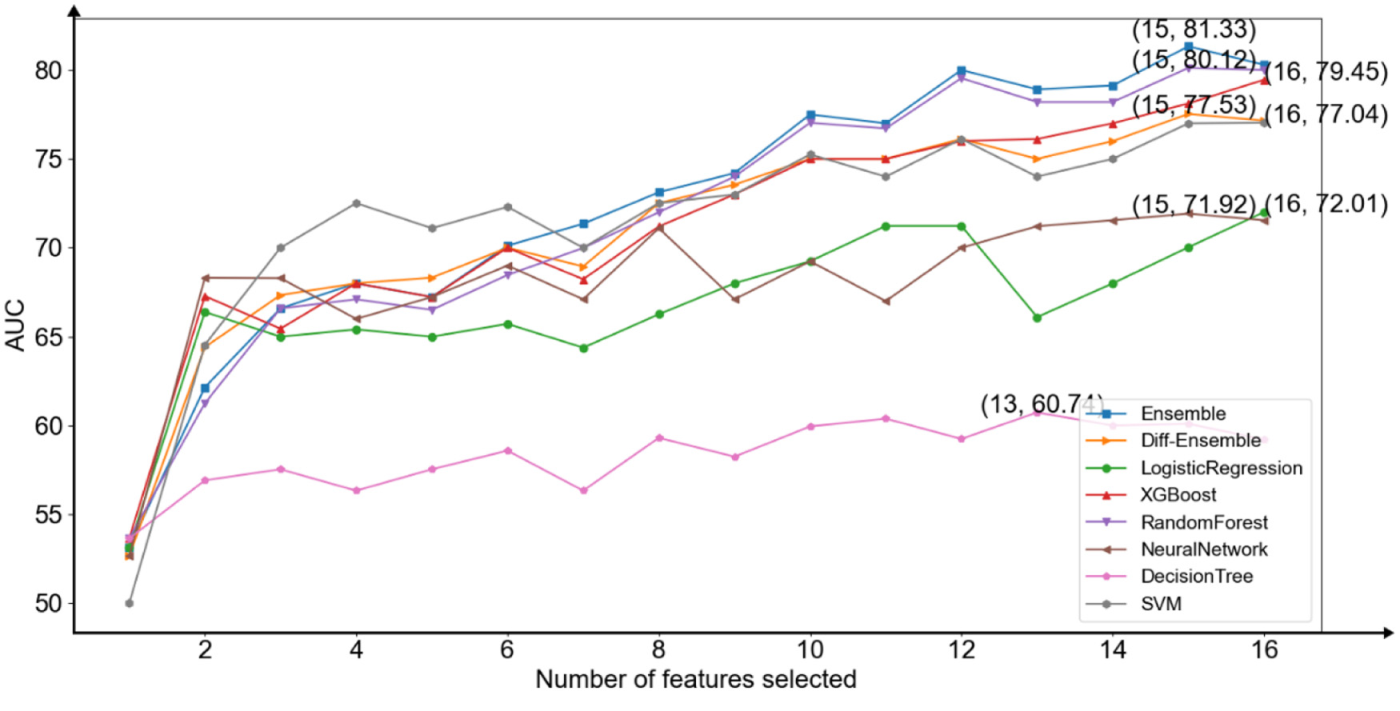 (15, 81.33)
(15, 80.12)
(16, 79.45)
(15, 77.53)
(16, 77.04)
(15, 71.92)
(16, 72.01)
(13, 60.74)
80
75
70
65
60
55
50
AUC
Ensemble
Diff-Ensemble
LogisticRegression
XGBoost
RandomForest
NeuralNetwork
DecisionTree
SVM
2 4 6 8 10 12 14 16
Number of features selected